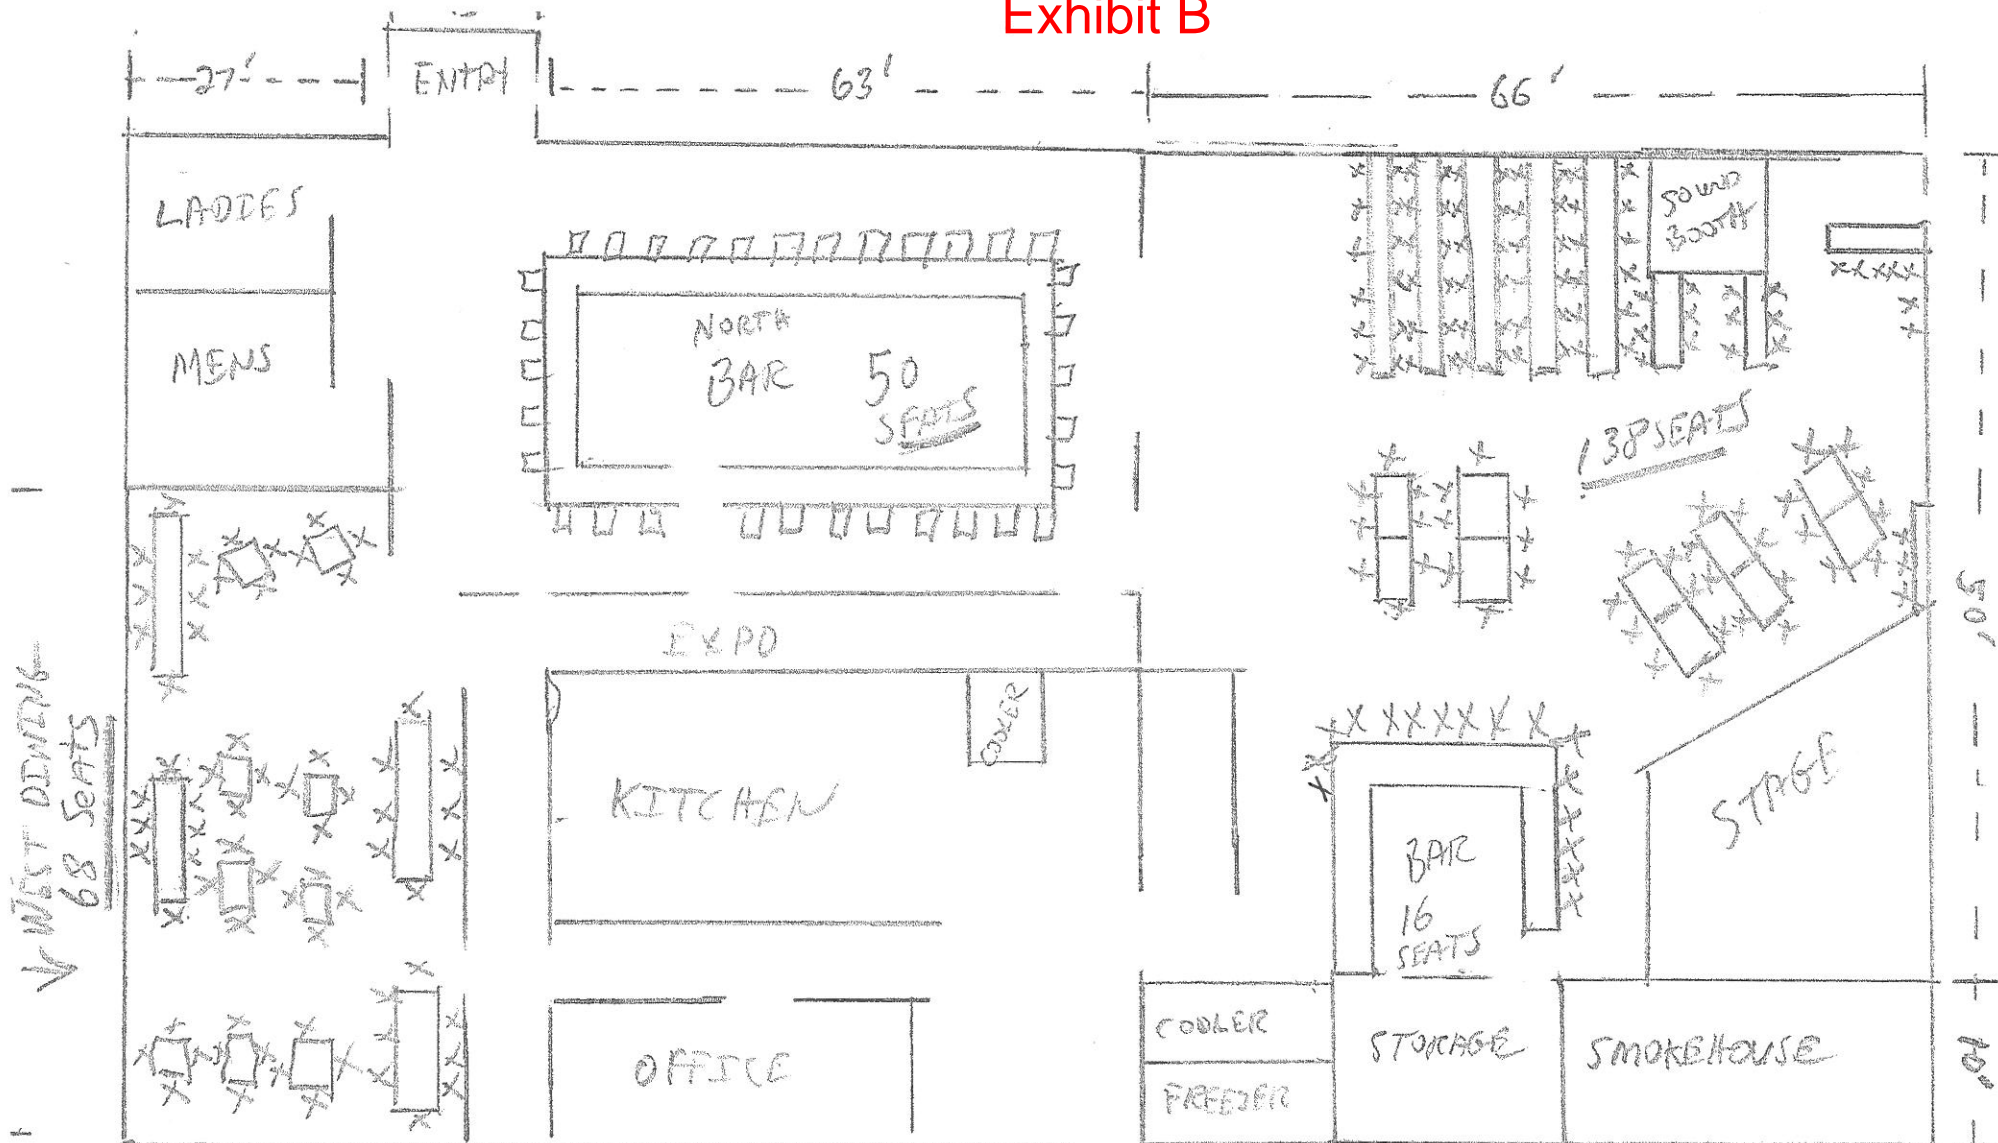 Exhibit B
27'
ENTRY
63'
66'
LADIES
MENS
NORTH
BAR
50
SEATS
SOUND
BOOTH
138 SEATS
50'
WEST DINING
68 Seats
EXPO
COOLER
KITCHEN
STAGE
BAR
16
SEATS
OFFICE
COOLER
FREEZER
STORAGE
SMOKEHOUSE